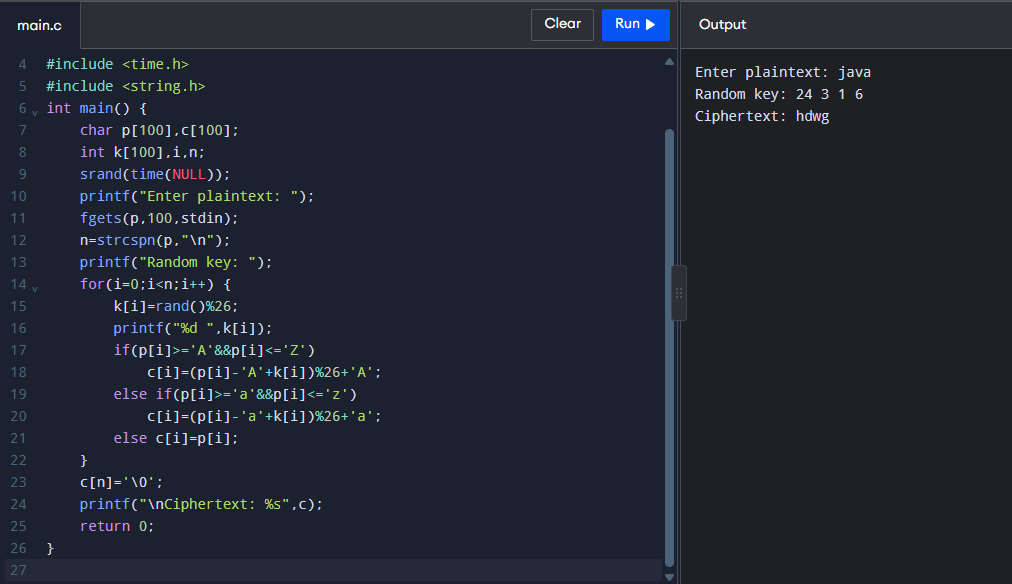 main.c
Clear
Run
4 #include <time.h>
5 #include <string.h>
6 int main() {
7 char p[100],c[100];
8 int k[100],i,n;
9 srand(time(NULL));
10 printf("Enter plaintext: ");
11 fgets(p,100,stdin);
12 n=strcspn(p,"\n");
13 printf("Random key: ");
14 for(i=0;i<n;i++) {
15 k[i]=rand()%26;
16 printf("%d ",k[i]);
17 if(p[i]>='A'&&p[i]<='Z')
18 c[i]=(p[i]-'A'+k[i])%26+'A';
19 else if(p[i]>='a'&&p[i]<='z')
20 c[i]=(p[i]-'a'+k[i])%26+'a';
21 else c[i]=p[i];
22 }
23 c[n]='\0';
24 printf("\nCiphertext: %s",c);
25 return 0;
26 }
27
Output
Enter plaintext: java
Random key: 24 3 1 6
Ciphertext: hdwg